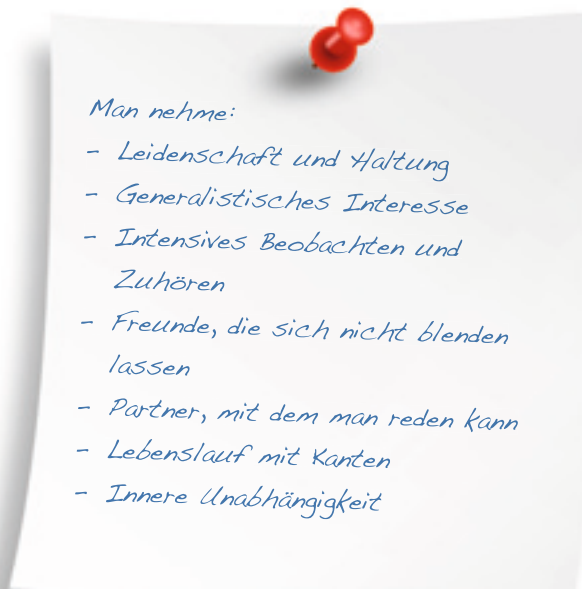 Man nehme:
- Leidenschaft und Haltung
- Generalistisches Interesse
- Intensives Beobachten und
Zuhören
- Freunde, die sich nicht blenden
lassen
- Partner, mit dem man reden kann
- Lebenslauf mit Kanten
- Innere Unabhängigkeit